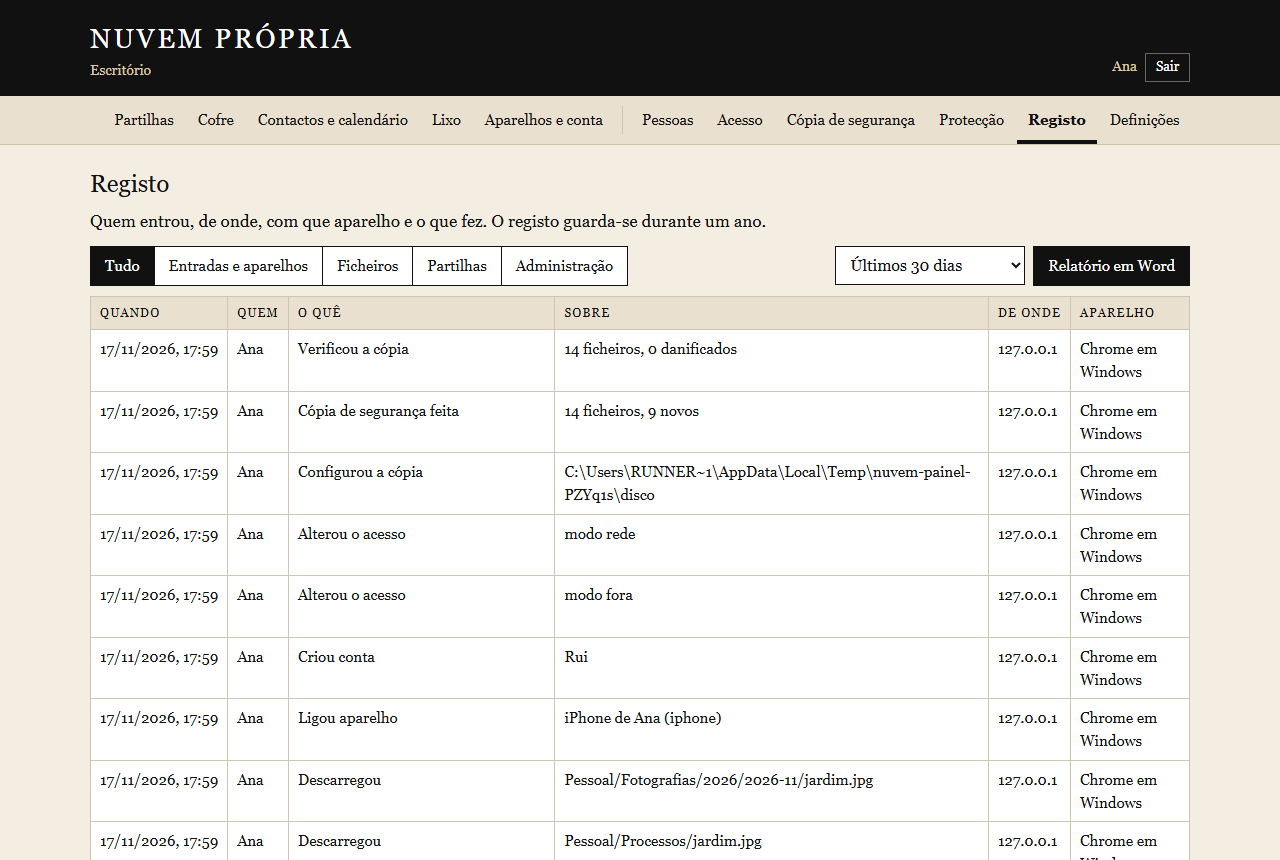 NUVEM PRÓPRIA
Escritório
Ana Sair
Partilhas Cofre Contactos e calendário Lixo Aparelhos e conta Pessoas Acesso Cópia de segurança Protecção Registo Definições
Registo
Quem entrou, de onde, com que aparelho e o que fez. O registo guarda-se durante um ano.
Tudo Entradas e aparelhos Ficheiros Partilhas Administração Últimos 30 dias Relatório em Word
QUANDO QUEM O QUÊ SOBRE DE ONDE APARELHO
17/11/2026, 17:59 Ana Verificou a cópia 14 ficheiros, 0 danificados 127.0.0.1 Chrome em
Windows
17/11/2026, 17:59 Ana Cópia de segurança feita 14 ficheiros, 9 novos 127.0.0.1 Chrome em
Windows
17/11/2026, 17:59 Ana Configurou a cópia C:\Users\RUNNER~1\AppData\Local\Temp\nuvem-painel- 127.0.0.1 Chrome em
PZYq1s\disco Windows
17/11/2026, 17:59 Ana Alterou o acesso modo rede 127.0.0.1 Chrome em
Windows
17/11/2026, 17:59 Ana Alterou o acesso modo fora 127.0.0.1 Chrome em
Windows
17/11/2026, 17:59 Ana Criou conta Rui 127.0.0.1 Chrome em
Windows
17/11/2026, 17:59 Ana Ligou aparelho iPhone de Ana (iphone) 127.0.0.1 Chrome em
Windows
17/11/2026, 17:59 Ana Descarregou Pessoal/Fotografias/2026/2026-11/jardim.jpg 127.0.0.1 Chrome em
Windows
17/11/2026, 17:59 Ana Descarregou Pessoal/Processos/jardim.jpg 127.0.0.1 Chrome em